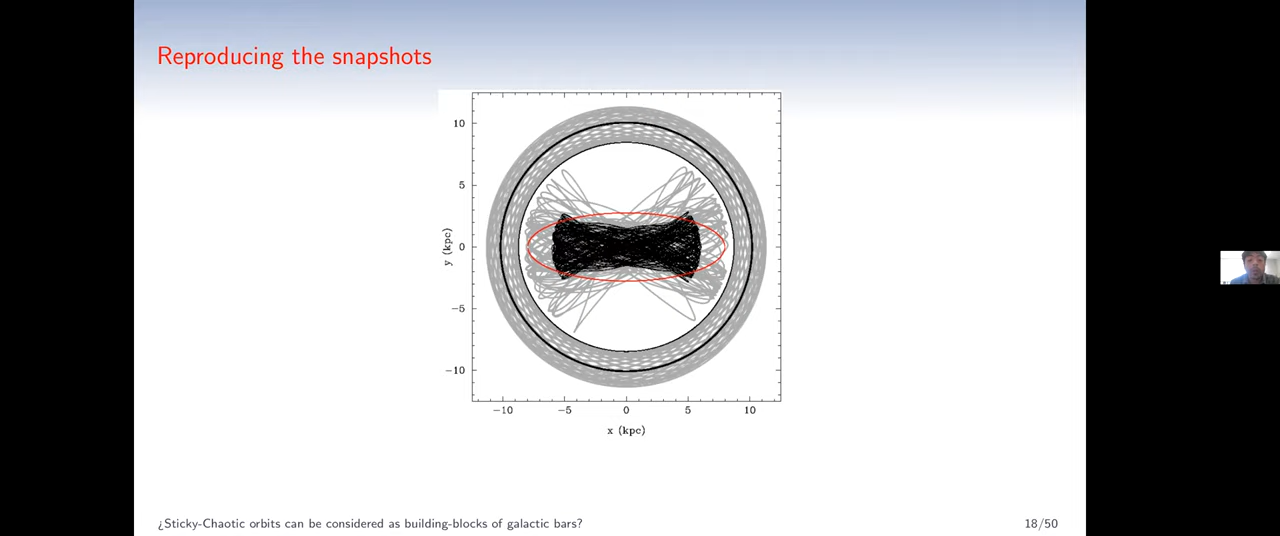 Reproducing the snapshots
10
5
0
−5
−10
y (kpc)
−10 −5 0 5 10
x (kpc)
¿Sticky-Chaotic orbits can be considered as building-blocks of galactic bars?
18/50